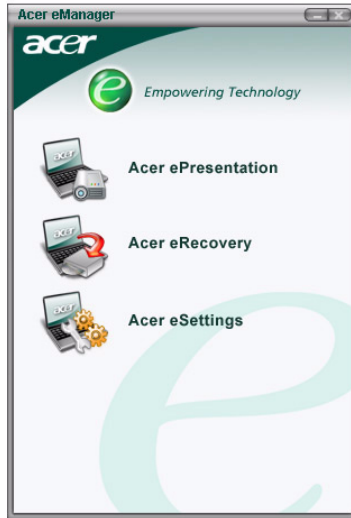 Acer eManager
acer
e Empowering Technology
Acer ePresentation
Acer eRecovery
Acer eSettings